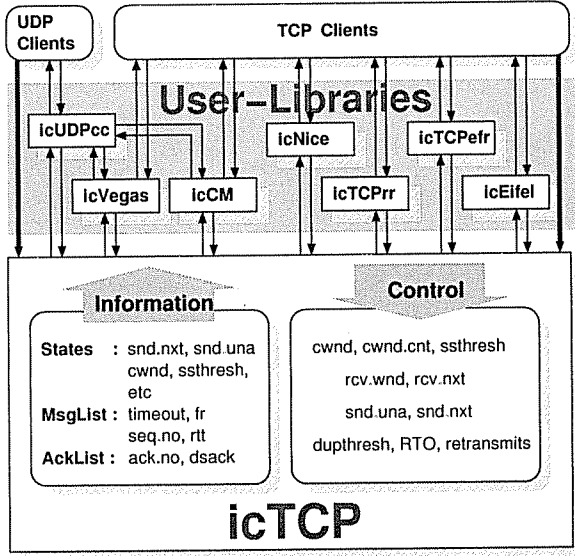 UDP
Clients
TCP Clients
User-Libraries
icUDPcc
icNice
icTCPefr
icVegas
icCM
icTCPrr
icEifel
Information
States : snd.nxt, snd.una
cwnd, ssthresh,
etc
MsgList : timeout, fr
seq.no, rtt
AckList : ack.no, dsack
Control
cwnd, cwnd.cnt, ssthresh
rcv.wnd, rcv.nxt
snd.una, snd.nxt
dupthresh, RTO, retransmits
icTCP